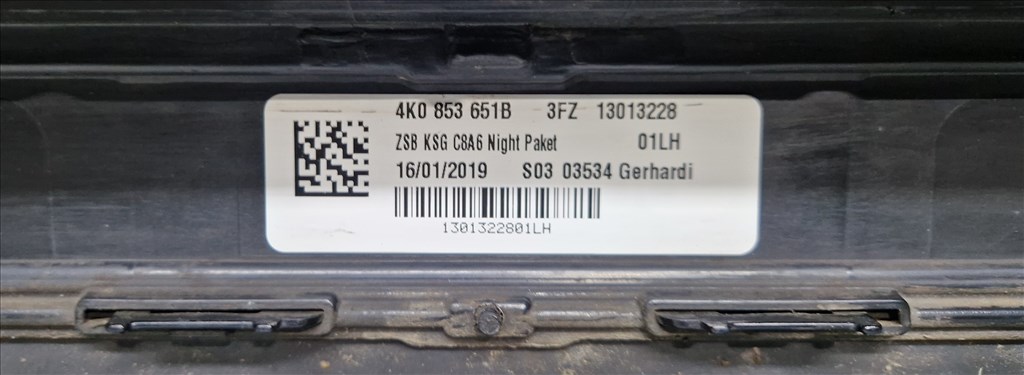 4K0 853 651B 3FZ 13013228
ZSB KSG C8A6 Night Paket 01LH
16/01/2019 S03 03534 Gerhardi
1301322801LH